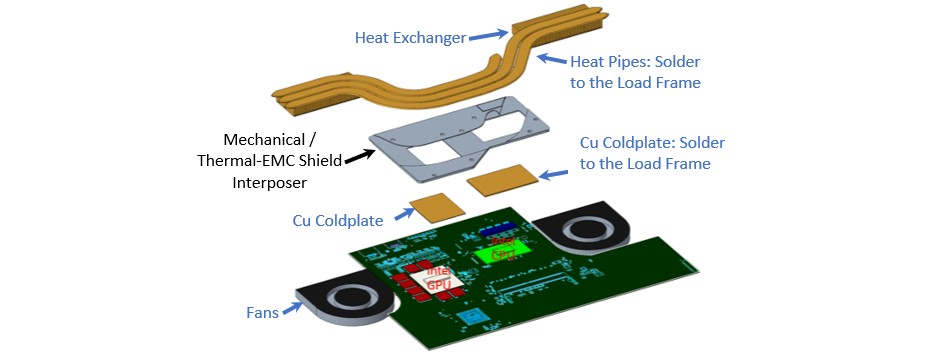 Heat Exchanger
Heat Pipes: Solder
to the Load Frame
Mechanical /
Thermal-EMC Shield
Interposer
Cu Coldplate: Solder
to the Load Frame
Cu Coldplate
Intel
CPU
Intel
GPU
Fans